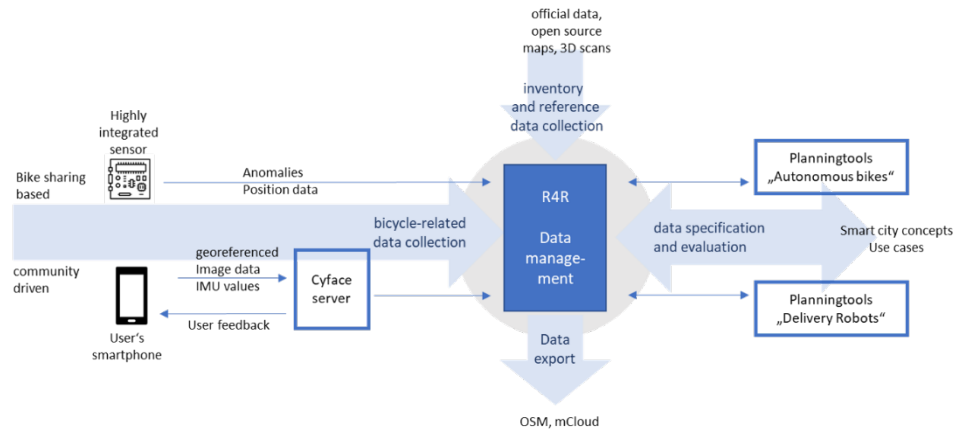 official data,
open source
maps, 3D scans
inventory
and reference
data collection
Highly
integrated
sensor
Bike sharing
based
Anomalies
Position data
bicycle-related
data collection
community
driven
georeferenced
Image data
IMU values
User feedback
User's
smartphone
Cyface
server
R4R
Data
manage-
ment
Data
export
OSM, mCloud
data specification
and evaluation
Planningtools
„Autonomous bikes“
Smart city concepts
Use cases
Planningtools
„Delivery Robots“